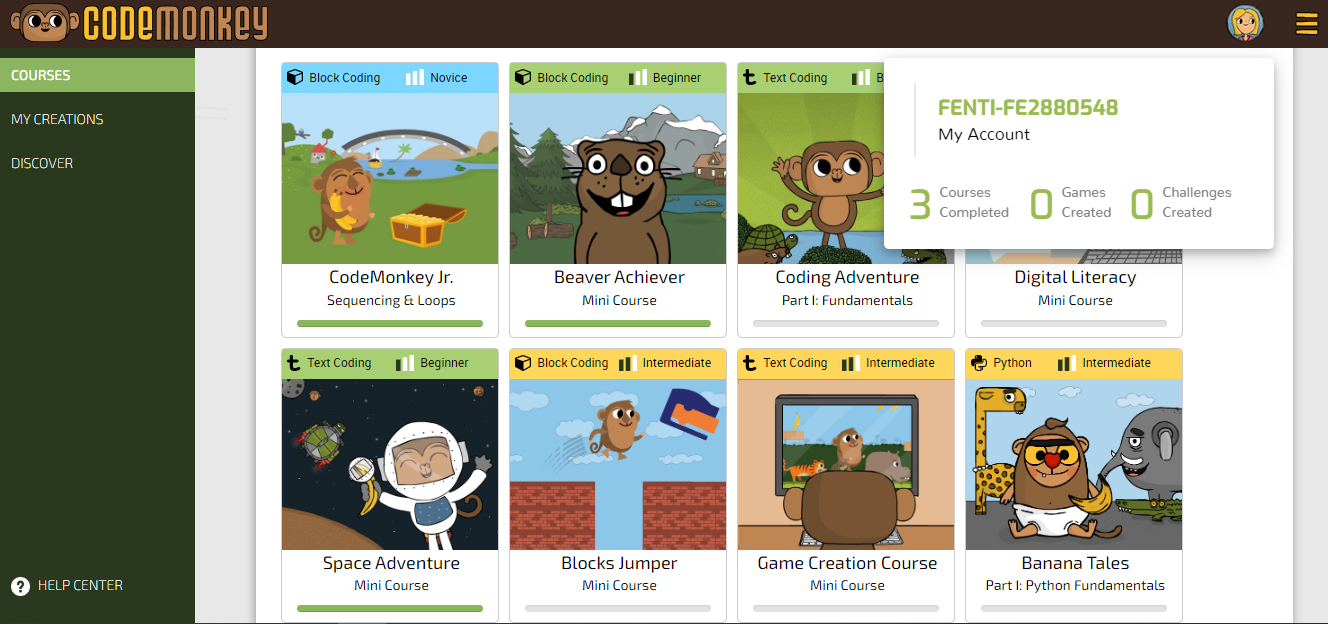 CODEMONKEY
COURSES
MY CREATIONS
DISCOVER
HELP CENTER
FENTI-FE2880548
My Account
3 Courses Completed
0 Games Created
0 Challenges Created
Block Coding Novice
CodeMonkey Jr.
Sequencing & Loops
Block Coding Beginner
Beaver Achiever
Mini Course
Text Coding B
Coding Adventure
Part I: Fundamentals
Digital Literacy
Mini Course
Text Coding Beginner
Space Adventure
Mini Course
Block Coding Intermediate
Blocks Jumper
Mini Course
Text Coding Intermediate
Game Creation Course
Mini Course
Python Intermediate
Banana Tales
Part I: Python Fundamentals